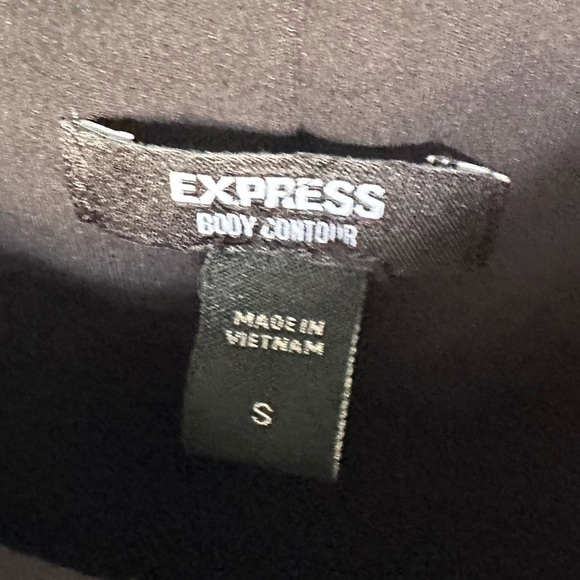 EXPRESS
BODY CONTOUR
MADE IN
VIETNAM
S